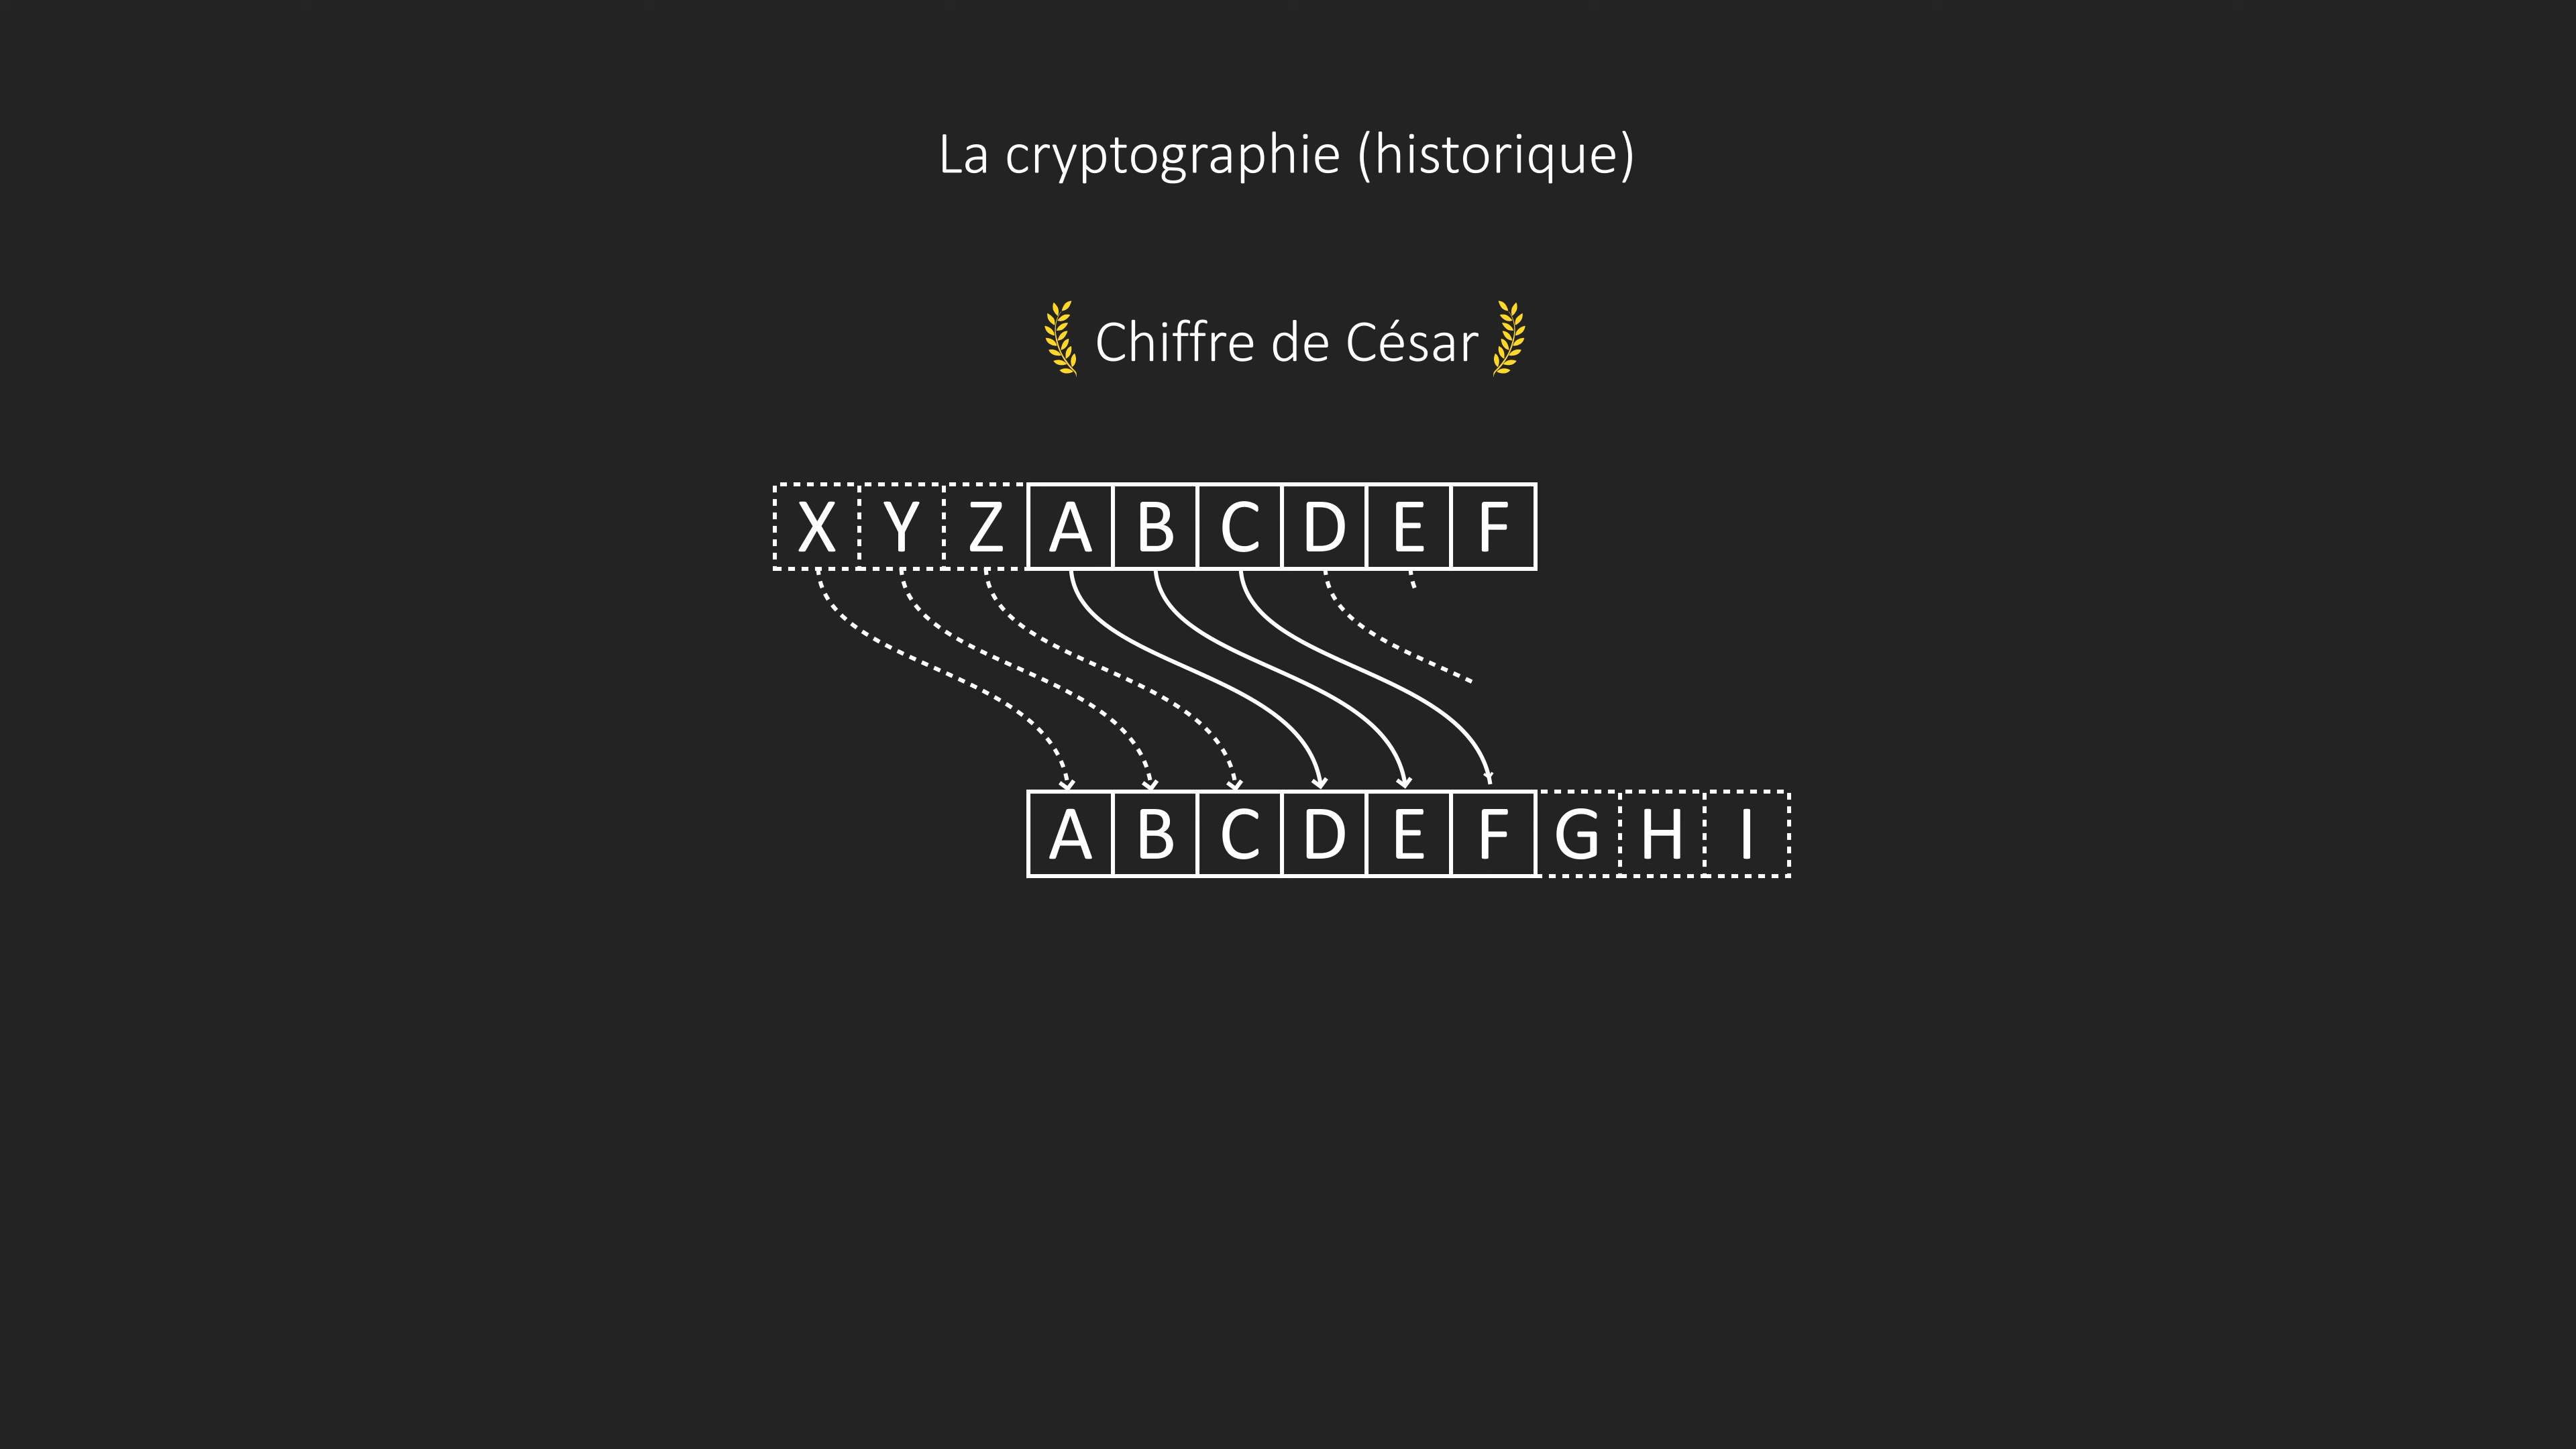 La cryptographie (historique)
Chiffre de César
X Y Z A B C D E F
A B C D E F G H I